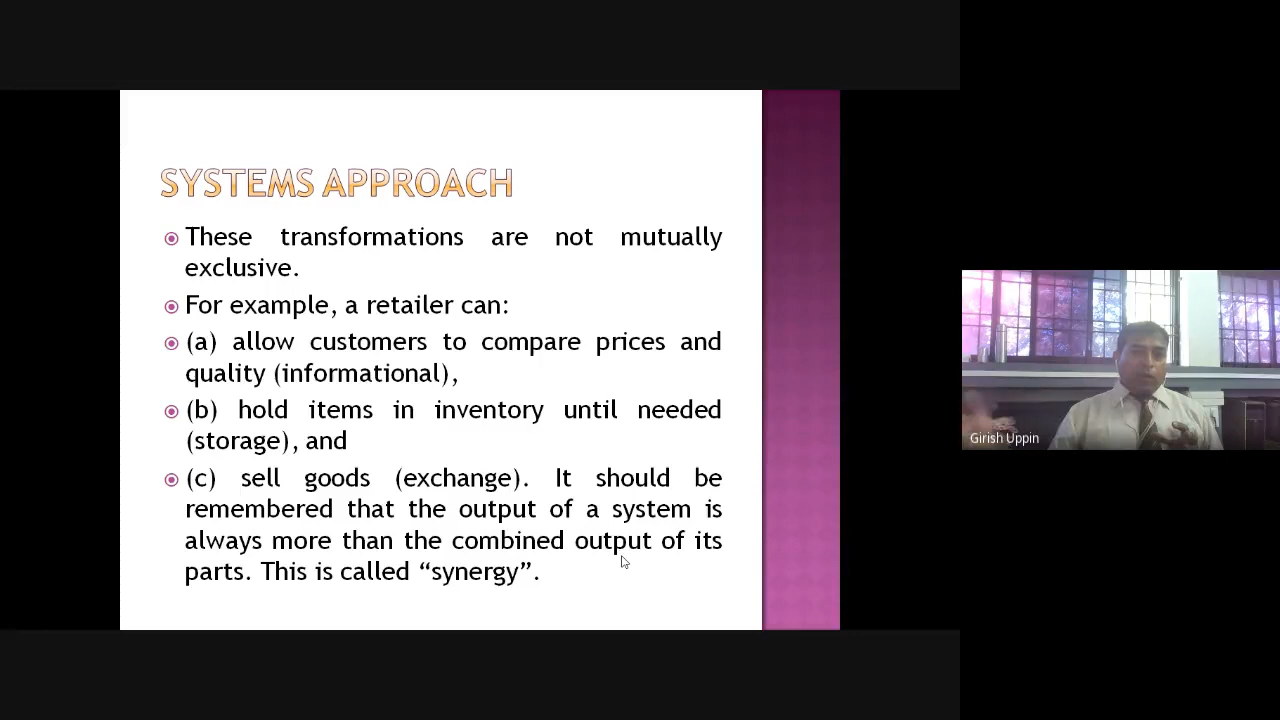 SYSTEMS APPROACH
These transformations are not mutually
exclusive.
For example, a retailer can:
(a) allow customers to compare prices and
quality (informational),
(b) hold items in inventory until needed
(storage), and
(c) sell goods (exchange). It should be
remembered that the output of a system is
always more than the combined output of its
parts. This is called “synergy”.
Girish Uppin